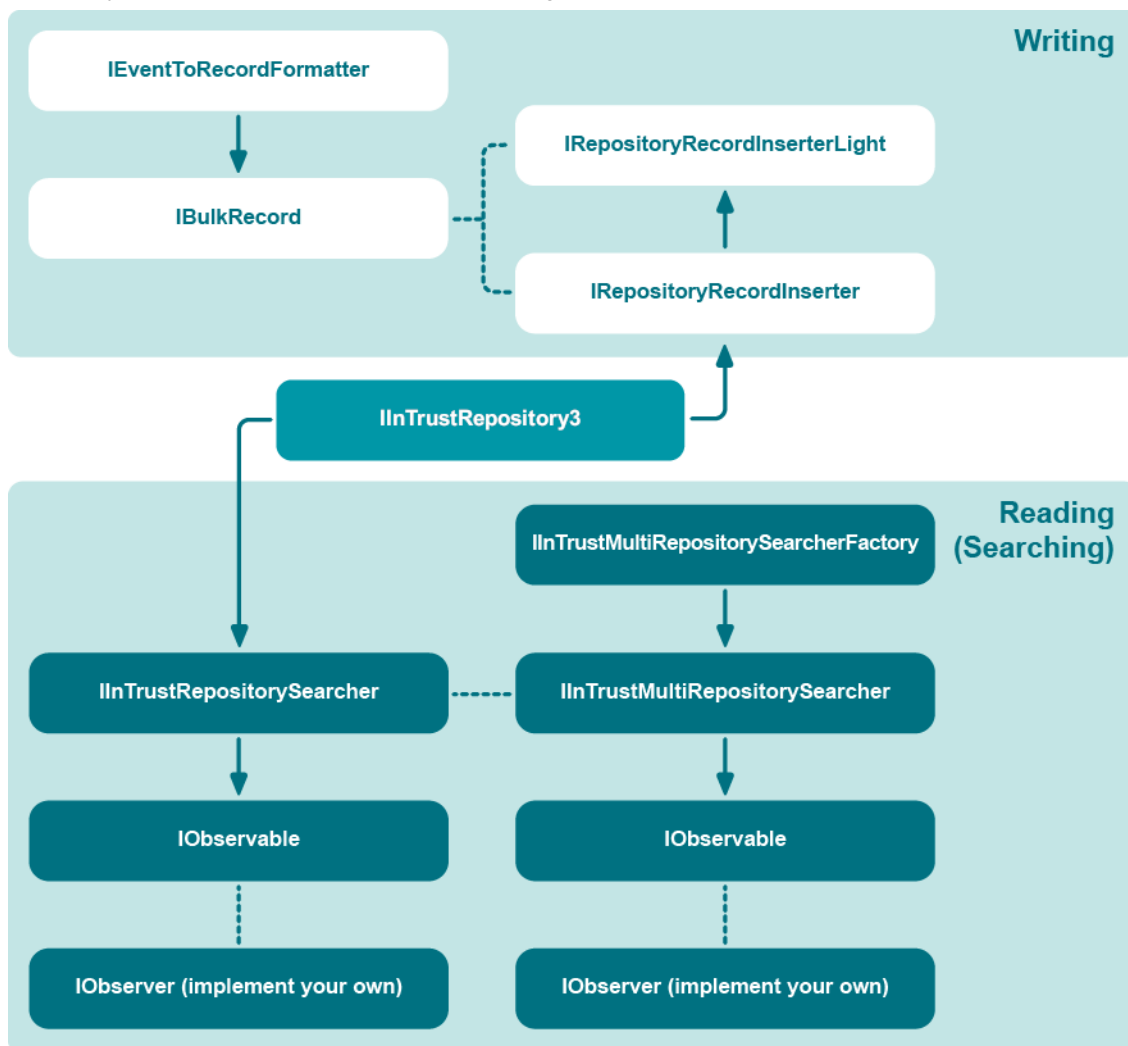 Writing
IEventToRecordFormatter
IRepositoryRecordInserterLight
IBulkRecord
IRepositoryRecordInserter
IInTrustRepository3
Reading
(Searching)
IInTrustMultiRepositorySearcherFactory
IInTrustRepositorySearcher
IInTrustMultiRepositorySearcher
IObservable
IObservable
IObserver (implement your own)
IObserver (implement your own)